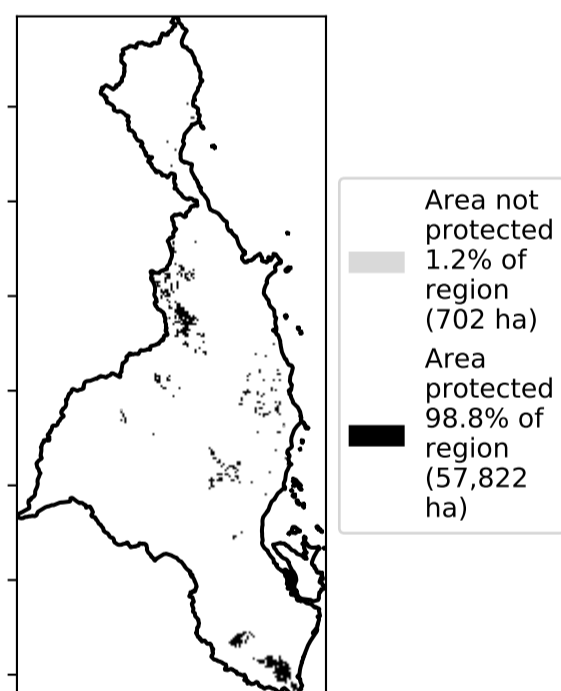 Area not
protected
1.2% of
region
(702 ha)
Area
protected
98.8% of
region
(57,822
ha)